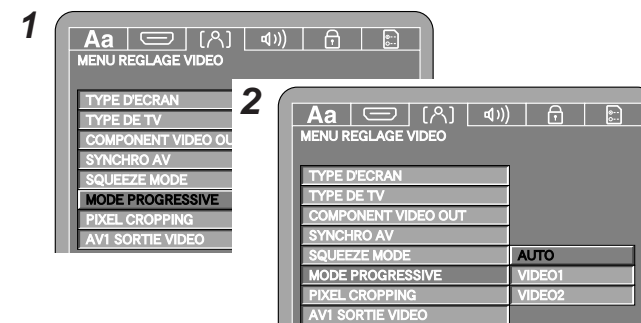 1
Aa
MENU REGLAGE VIDEO
TYPE D'ECRAN
TYPE DE TV
COMPONENT VIDEO OU
SYNCHRO AV
SQUEEZE MODE
MODE PROGRESSIVE
PIXEL CROPPING
AV1 SORTIE VIDEO
2
Aa
MENU REGLAGE VIDEO
TYPE D'ECRAN
TYPE DE TV
COMPONENT VIDEO OUT
SYNCHRO AV
SQUEEZE MODE AUTO
MODE PROGRESSIVE VIDEO1
PIXEL CROPPING VIDEO2
AV1 SORTIE VIDEO